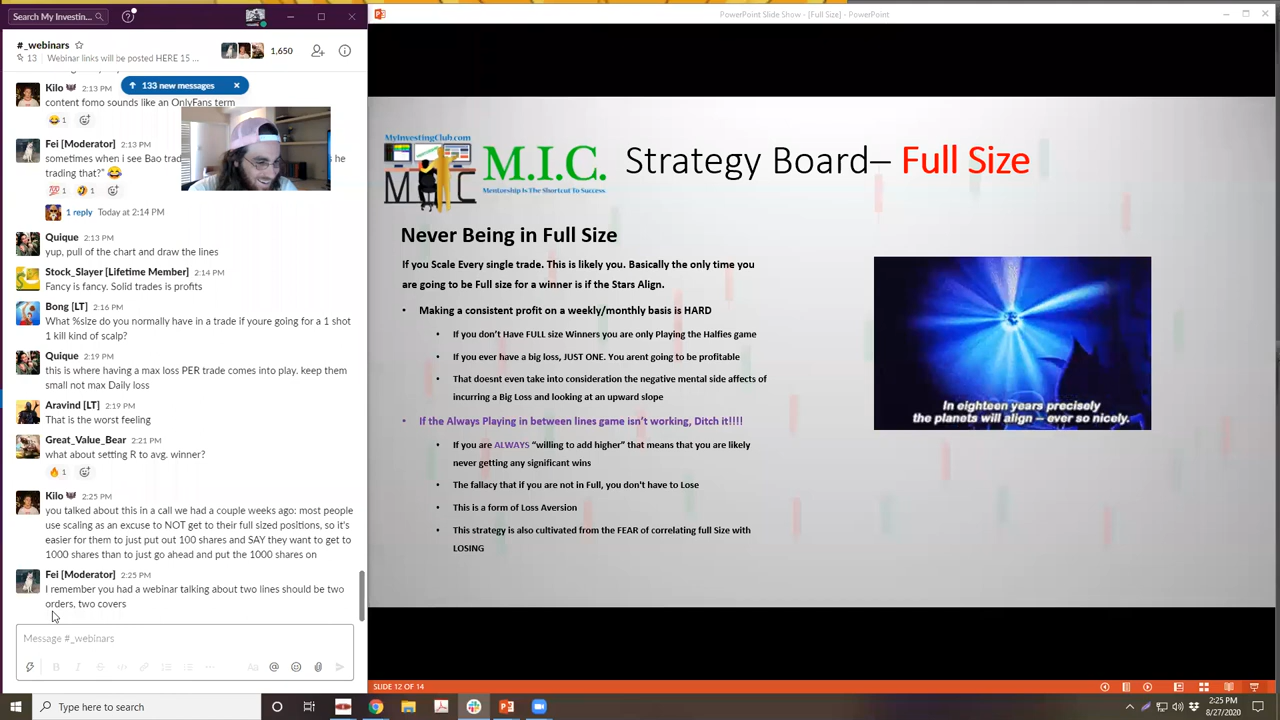 Search My Investin...
PowerPoint Slide Show - [Full Size] - PowerPoint
#_webinars
13 Webinar links will be posted HERE 15 ...
1,650
133 new messages
Kilo 2:13 PM
content fomo sounds like an OnlyFans term
1
Fei [Moderator] 2:13 PM
sometimes when i see Bao trad
s he
trading that?"
1 1
1 reply Today at 2:14 PM
Quique 2:13 PM
yup, pull of the chart and draw the lines
Stock_Slayer [Lifetime Member] 2:14 PM
Fancy is fancy. Solid trades is profits
Bong [LT] 2:16 PM
What %size do you normally have in a trade if youre going for a 1 shot
1 kill kind of scalp?
Quique 2:19 PM
this is where having a max loss PER trade comes into play. keep them
small not max Daily loss
Aravind [LT] 2:19 PM
That is the worst feeling
Great_Value_Bear 2:21 PM
what about setting R to avg. winner?
1
Kilo 2:25 PM
you talked about this in a call we had a couple weeks ago: most people
use scaling as an excuse to NOT get to their full sized positions, so it's
easier for them to just put out 100 shares and SAY they want to get to
1000 shares than to just go ahead and put the 1000 shares on
Fei [Moderator] 2:25 PM
I remember you had a webinar talking about two lines should be two
orders, two covers
Message #_webinars
MyInvestingClub.com
MIC
M.I.C.
Mentorship Is The Shortcut To Success.
Strategy Board– Full Size
Never Being in Full Size
If you Scale Every single trade. This is likely you. Basically the only time you
are going to be Full size for a winner is if the Stars Align.
• Making a consistent profit on a weekly/monthly basis is HARD
• If you don't Have FULL size Winners you are only Playing the Halfies game
• If you ever have a big loss, JUST ONE. You arent going to be profitable
• That doesnt even take into consideration the negative mental side affects of
incurring a Big Loss and looking at an upward slope
• If the Always Playing in between lines game isn't working, Ditch it!!!!
• If you are ALWAYS "willing to add higher" that means that you are likely
never getting any significant wins
• The fallacy that if you are not in Full, you don't have to Lose
• This is a form of Loss Aversion
• This strategy is also cultivated from the FEAR of correlating full Size with
LOSING
In eighteen years precisely
the planets will align – ever so nicely.
SLIDE 12 OF 14
Type here to search
2:25 PM
8/27/2020